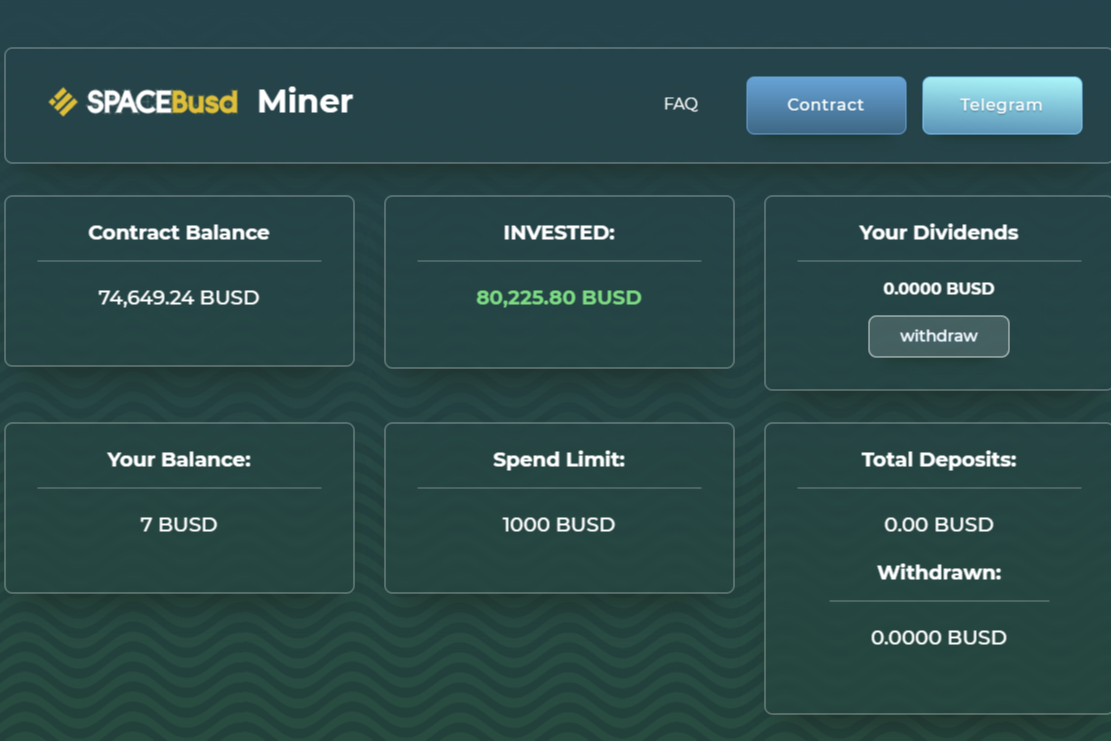 SPACEBusd Miner
FAQ
Contract
Telegram
Contract Balance
74,649.24 BUSD
INVESTED:
80,225.80 BUSD
Your Dividends
0.0000 BUSD
withdraw
Your Balance:
7 BUSD
Spend Limit:
1000 BUSD
Total Deposits:
0.00 BUSD
Withdrawn:
0.0000 BUSD